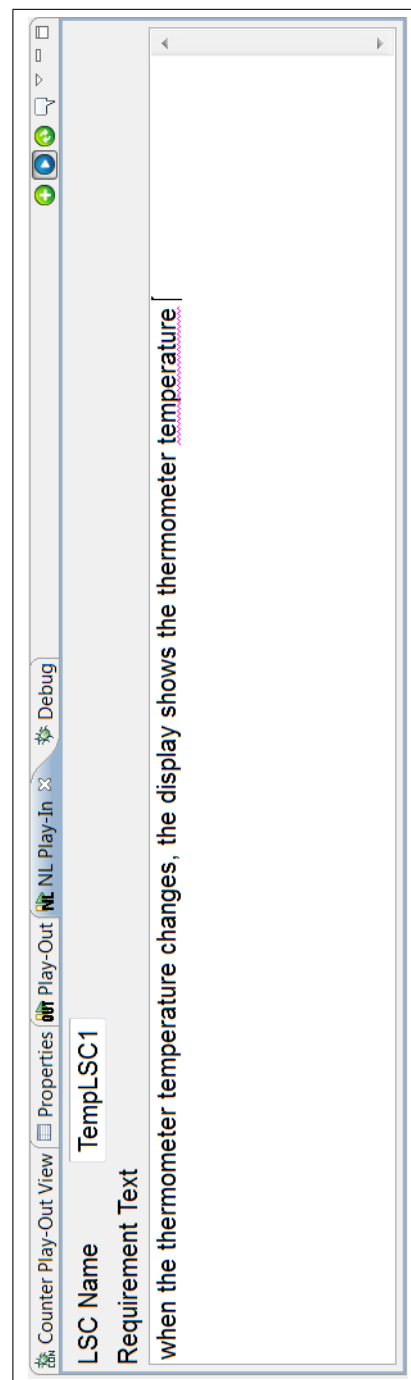 Counter Play-Out View Properties Play-Out NL Play-In Debug
LSC Name TempLSC1
Requirement Text
when the thermometer temperature changes, the display shows the thermometer temperature